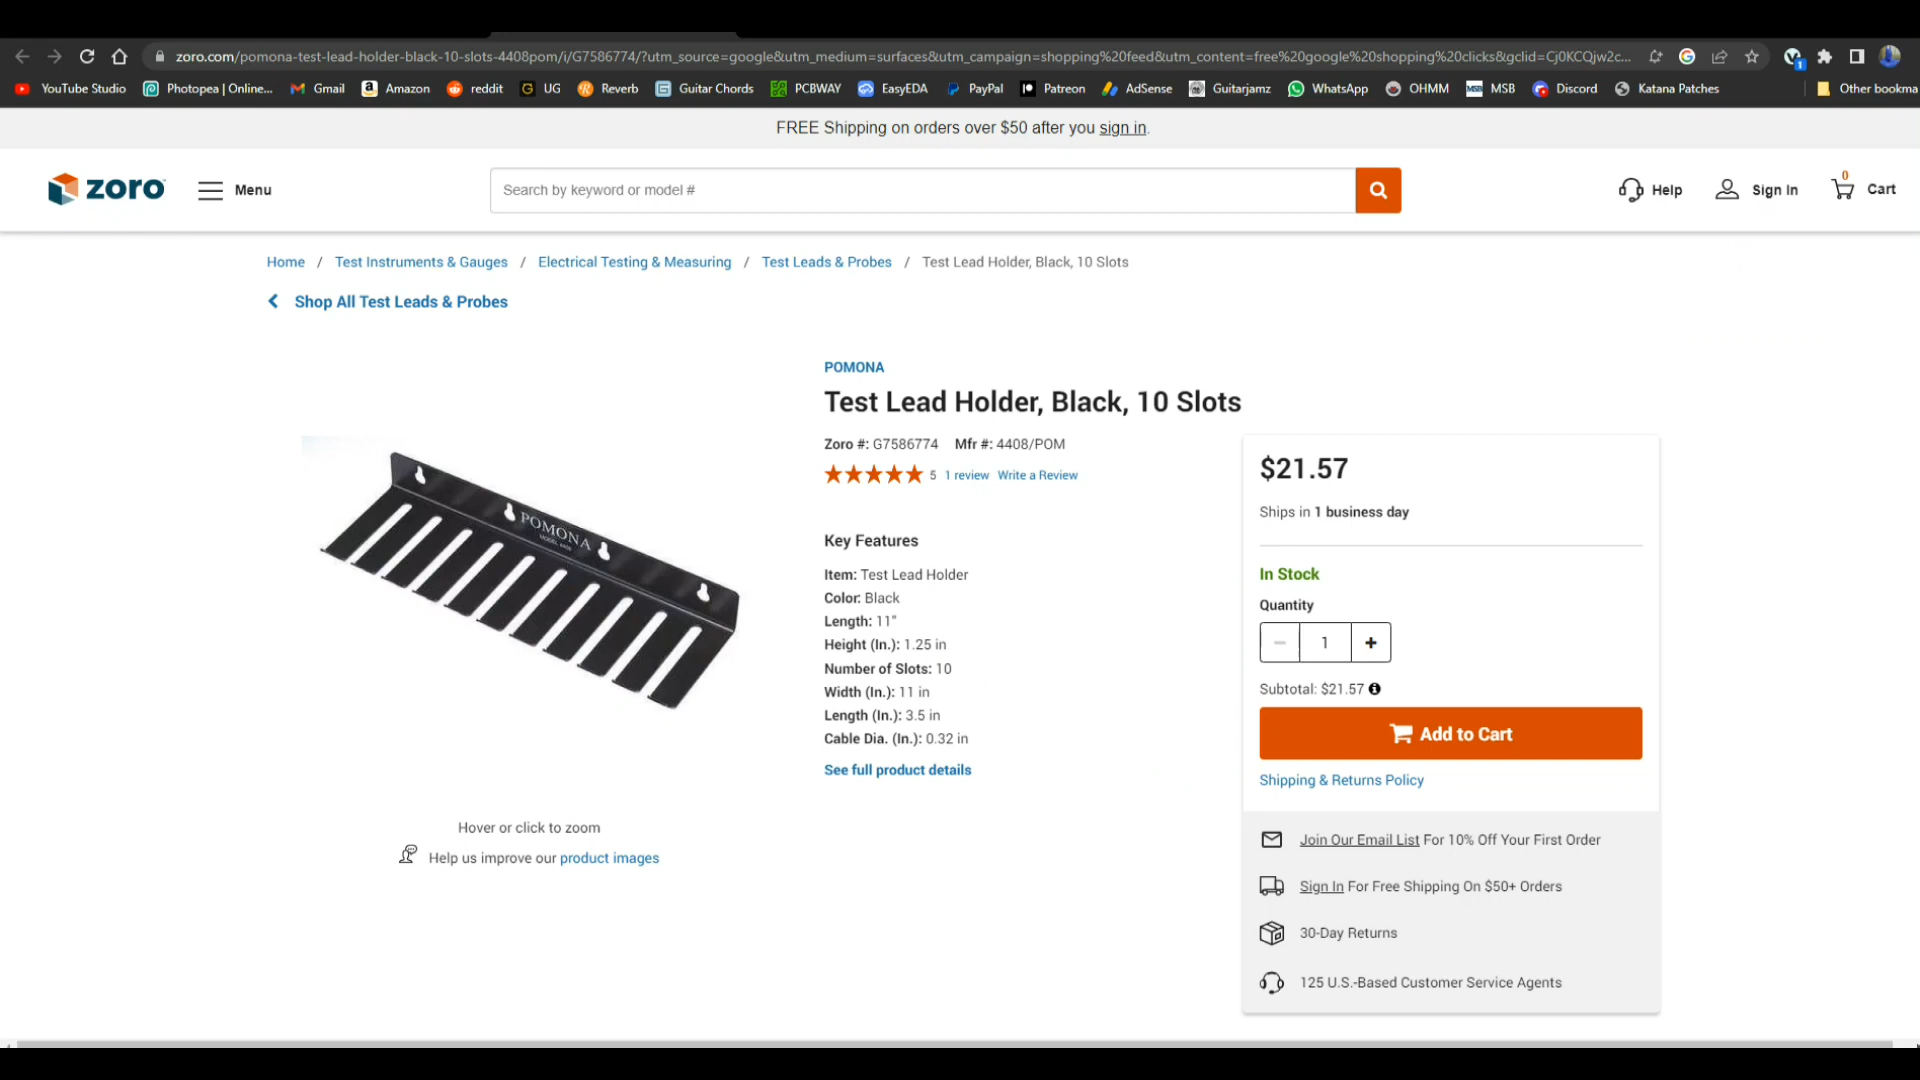 zoro.com/pomona-test-lead-holder-black-10-slots-4408pom/i/G7586774/?utm_source=google&utm_medium=surfaces&utm_campaign=shopping%20feed&utm_content=free%20google%20shopping%20clicks&gclid=Cj0KCQjw2c...
YouTube Studio Photopea | Online... Gmail Amazon reddit UG Reverb Guitar Chords PCBWAY EasyEDA PayPal Patreon AdSense Guitarjamz WhatsApp OHMM MSB Discord Katana Patches Other bookma
FREE Shipping on orders over $50 after you sign in.
zoro Menu Search by keyword or model # Help Sign In 0 Cart
Home / Test Instruments & Gauges / Electrical Testing & Measuring / Test Leads & Probes / Test Lead Holder, Black, 10 Slots
Shop All Test Leads & Probes
POMONA
Test Lead Holder, Black, 10 Slots
Zoro #: G7586774 Mfr #: 4408/POM
5 1 review Write a Review
Key Features
Item: Test Lead Holder
Color: Black
Length: 11"
Height (In.): 1.25 in
Number of Slots: 10
Width (In.): 11 in
Length (In.): 3.5 in
Cable Dia. (In.): 0.32 in
See full product details
POMONA
Hover or click to zoom
Help us improve our product images
$21.57
Ships in 1 business day
In Stock
Quantity
− 1 +
Subtotal: $21.57
Add to Cart
Shipping & Returns Policy
Join Our Email List For 10% Off Your First Order
Sign In For Free Shipping On $50+ Orders
30-Day Returns
125 U.S.-Based Customer Service Agents